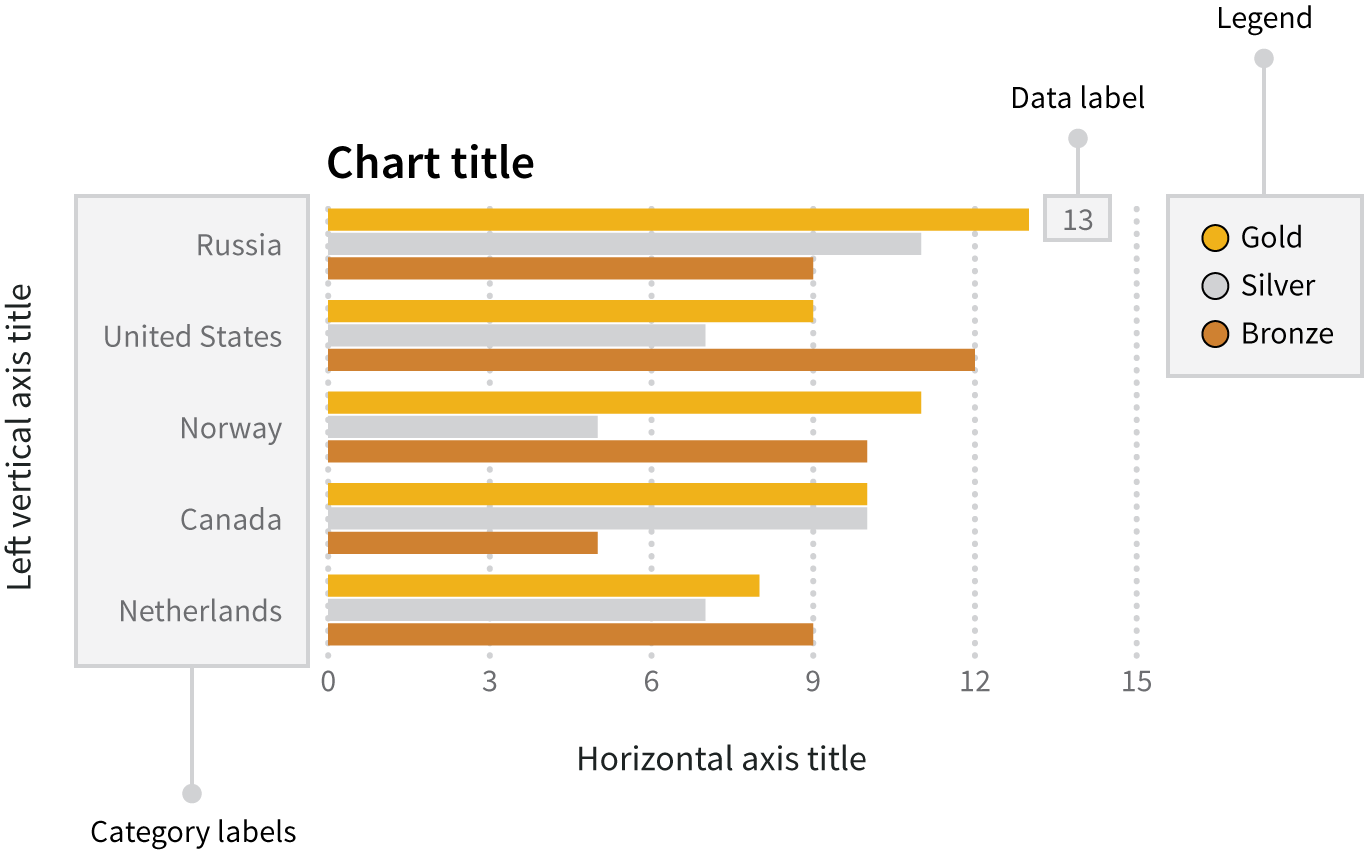 Legend
Data label
Chart title
13
Gold
Silver
Bronze
Left vertical axis title
Russia
United States
Norway
Canada
Netherlands
0 3 6 9 12 15
Horizontal axis title
Category labels